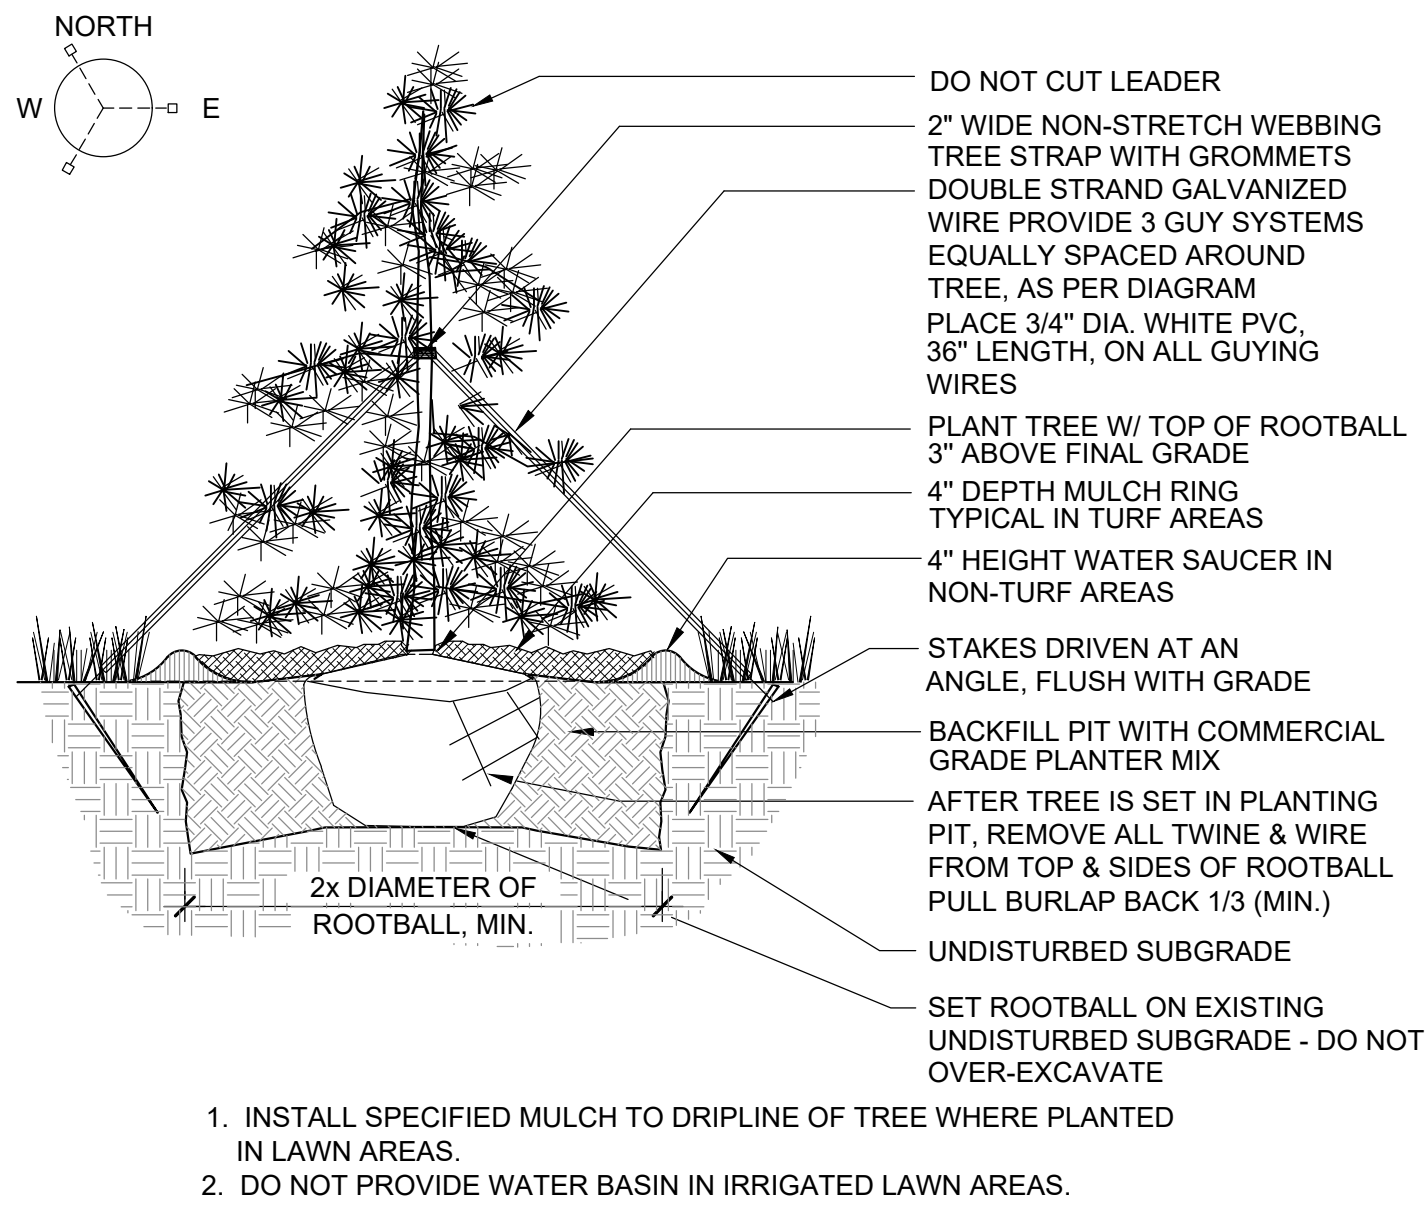 NORTH
W
E
DO NOT CUT LEADER
2" WIDE NON-STRETCH WEBBING
TREE STRAP WITH GROMMETS
DOUBLE STRAND GALVANIZED
WIRE PROVIDE 3 GUY SYSTEMS
EQUALLY SPACED AROUND
TREE, AS PER DIAGRAM
PLACE 3/4" DIA. WHITE PVC,
36" LENGTH, ON ALL GUYING
WIRES
PLANT TREE W/ TOP OF ROOTBALL
3" ABOVE FINAL GRADE
4" DEPTH MULCH RING
TYPICAL IN TURF AREAS
4" HEIGHT WATER SAUCER IN
NON-TURF AREAS
STAKES DRIVEN AT AN
ANGLE, FLUSH WITH GRADE
BACKFILL PIT WITH COMMERCIAL
GRADE PLANTER MIX
AFTER TREE IS SET IN PLANTING
PIT, REMOVE ALL TWINE & WIRE
FROM TOP & SIDES OF ROOTBALL
PULL BURLAP BACK 1/3 (MIN.)
UNDISTURBED SUBGRADE
SET ROOTBALL ON EXISTING
UNDISTURBED SUBGRADE - DO NOT
OVER-EXCAVATE
2x DIAMETER OF
ROOTBALL, MIN.
1. INSTALL SPECIFIED MULCH TO DRIPLINE OF TREE WHERE PLANTED
IN LAWN AREAS.
2. DO NOT PROVIDE WATER BASIN IN IRRIGATED LAWN AREAS.